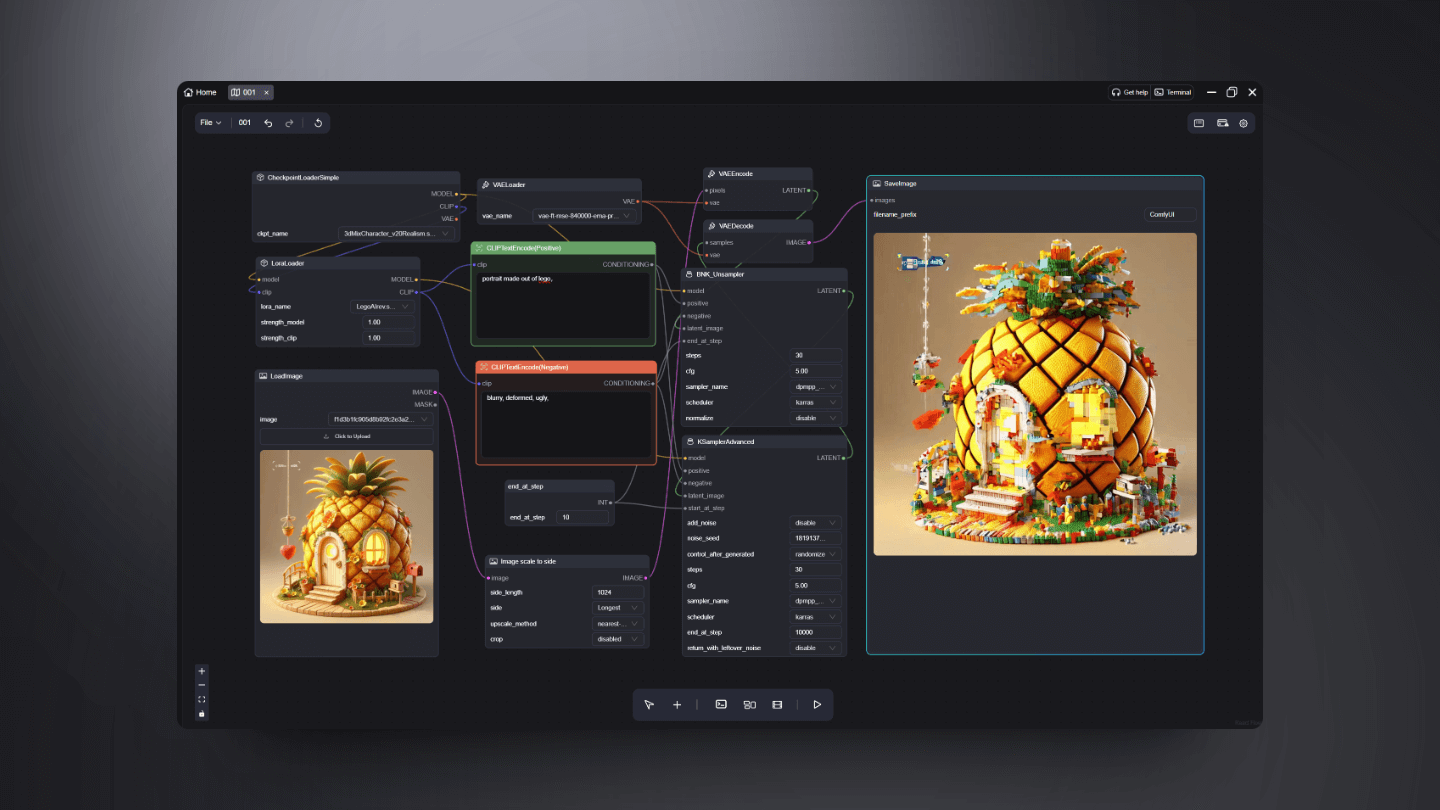 Home
001
Get help
Terminal
File
001
CheckpointLoaderSimple
MODEL
CLIP
VAE
ckpt_name
3dMixCharacter_v20Realism.s...
LoraLoader
model
MODEL
clip
CLIP
lora_name
LegoAIrev.s...
strength_model
1.00
strength_clip
1.00
LoadImage
IMAGE
MASK
image
Click to Upload
VAELoader
VAE
vae_name
vae-ft-mse-840000-ema-pr...
CLIPTextEncode(Postive)
clip
CONDITIONING
portrait made out of lego,
CLIPTextEncode(Negative)
clip
CONDITIONING
blurry, deformed, ugly,
end_at_step
INT
end_at_step
10
Image scale to side
image
IMAGE
side_length
1024
side
Longest
upscale_method
nearest-...
crop
disabled
VAEEncode
pixels
LATENT
vae
VAEDecode
samples
IMAGE
vae
BNK_Unsampler
model
LATENT
positive
negative
latent_image
end_at_step
steps
30
cfg
5.00
sampler_name
dpmpp_...
scheduler
karras
normalize
disable
KSamplerAdvanced
model
LATENT
positive
negative
latent_image
start_at_step
add_noise
disable
noise_seed
1819137...
control_after_generated
randomize
steps
30
cfg
5.00
sampler_name
dpmpp_...
scheduler
karras
end_at_step
10000
return_with_leftover_noise
disable
SaveImage
images
filename_prefix
ComfyUI